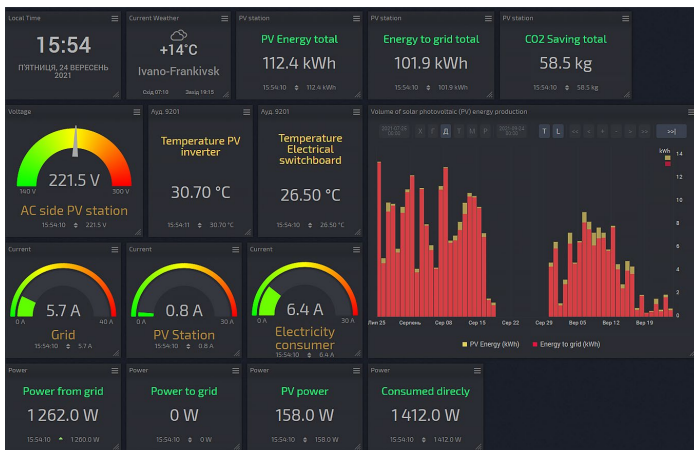 Local Time
15:54
П'ЯТНИЦЯ, 24 ВЕРЕСЕНЬ
2021
Current Weather
+14°C
Ivano-Frankivsk
Схід 07:10 Захід 19:15
PV station
PV Energy total
112.4 kWh
15:54:10 112.4 kWh
PV station
Energy to grid total
101.9 kWh
15:54:10 101.9 kWh
PV station
CO2 Saving total
58.5 kg
15:54:10 58.5 kg
Voltage
221.5 V
140 V 300 V
AC side PV station
15:54:10 221.5 V
Ауд. 9201
Temperature PV
inverter
30.70 °C
15:54:11 30.70 °C
Ауд. 9201
Temperature
Electrical
switchboard
26.50 °C
15:54:10 26.50 °C
Volume of solar photovoltaic (PV) energy production
Х Г Д Т М Р
T L << < + - > >> >>|
kWh
14
12
10
8
6
4
2
0
Лип 25 Серпень Сер 08 Сер 15 Сер 22 Сер 29 Вер 05 Вер 12 Вер 19
PV Energy (kWh) Energy to grid (kWh)
Current
5.7 A
0 A 40 A
Grid
15:54:10 5.7 A
Current
0.8 A
0 A 30 A
PV Station
15:54:10 0.8 A
Current
6.4 A
0 A 30 A
Electricity
consumer
15:54:10 6.4 A
Power
Power from grid
1 262.0 W
15:54:10 1 260.0 W
Power
Power to grid
0 W
15:54:10 0 W
Power
PV power
158.0 W
15:54:10 158.0 W
Power
Consumed direcly
1 412.0 W
15:54:10 1 412.0 W